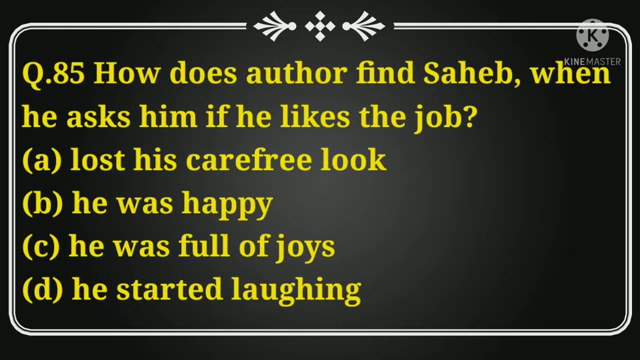 K
KINEMASTER
Q.85 How does author find Saheb, when
he asks him if he likes the job?
(a) lost his carefree look
(b) he was happy
(c) he was full of joys
(d) he started laughing